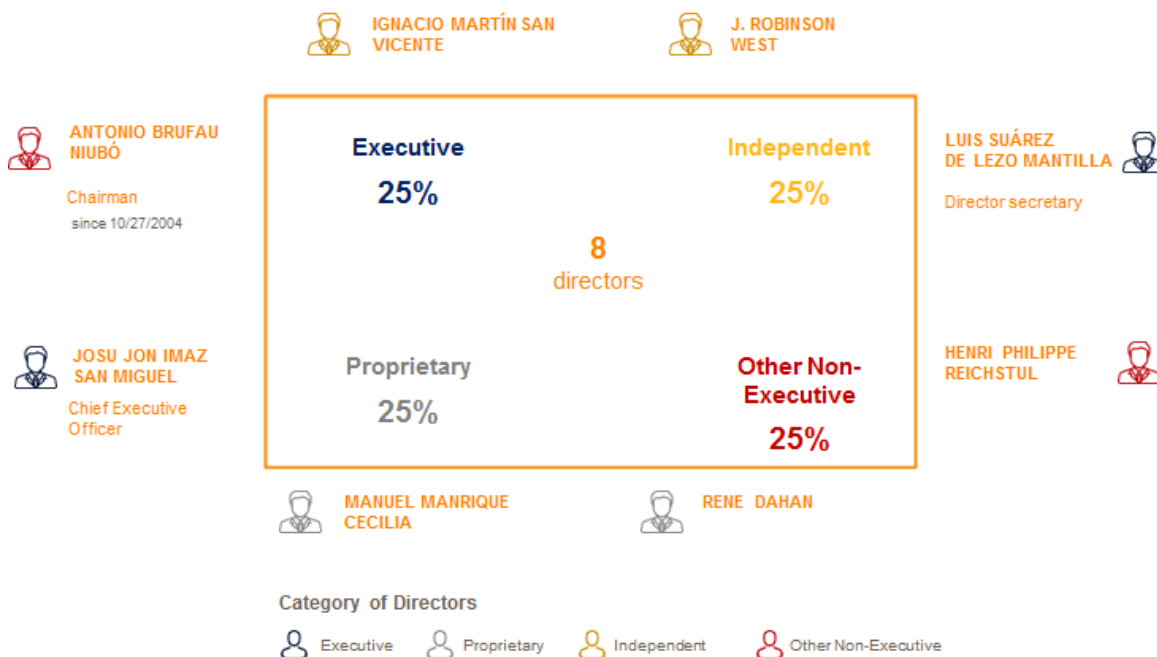 IGNACIO MARTÍN SAN
VICENTE
J. ROBINSON
WEST
ANTONIO BRUFAU
NIUBÓ
Chairman
since 10/27/2004
Executive
25%
Independent
25%
LUIS SUÁREZ
DE LEZO MANTILLA
Director secretary
8
directors
JOSU JON IMAZ
SAN MIGUEL
Chief Executive
Officer
Proprietary
25%
Other Non-
Executive
25%
HENRI PHILIPPE
REICHSTUL
MANUEL MANRIQUE
CECILIA
RENE DAHAN
Category of Directors
Executive
Proprietary
Independent
Other Non-Executive